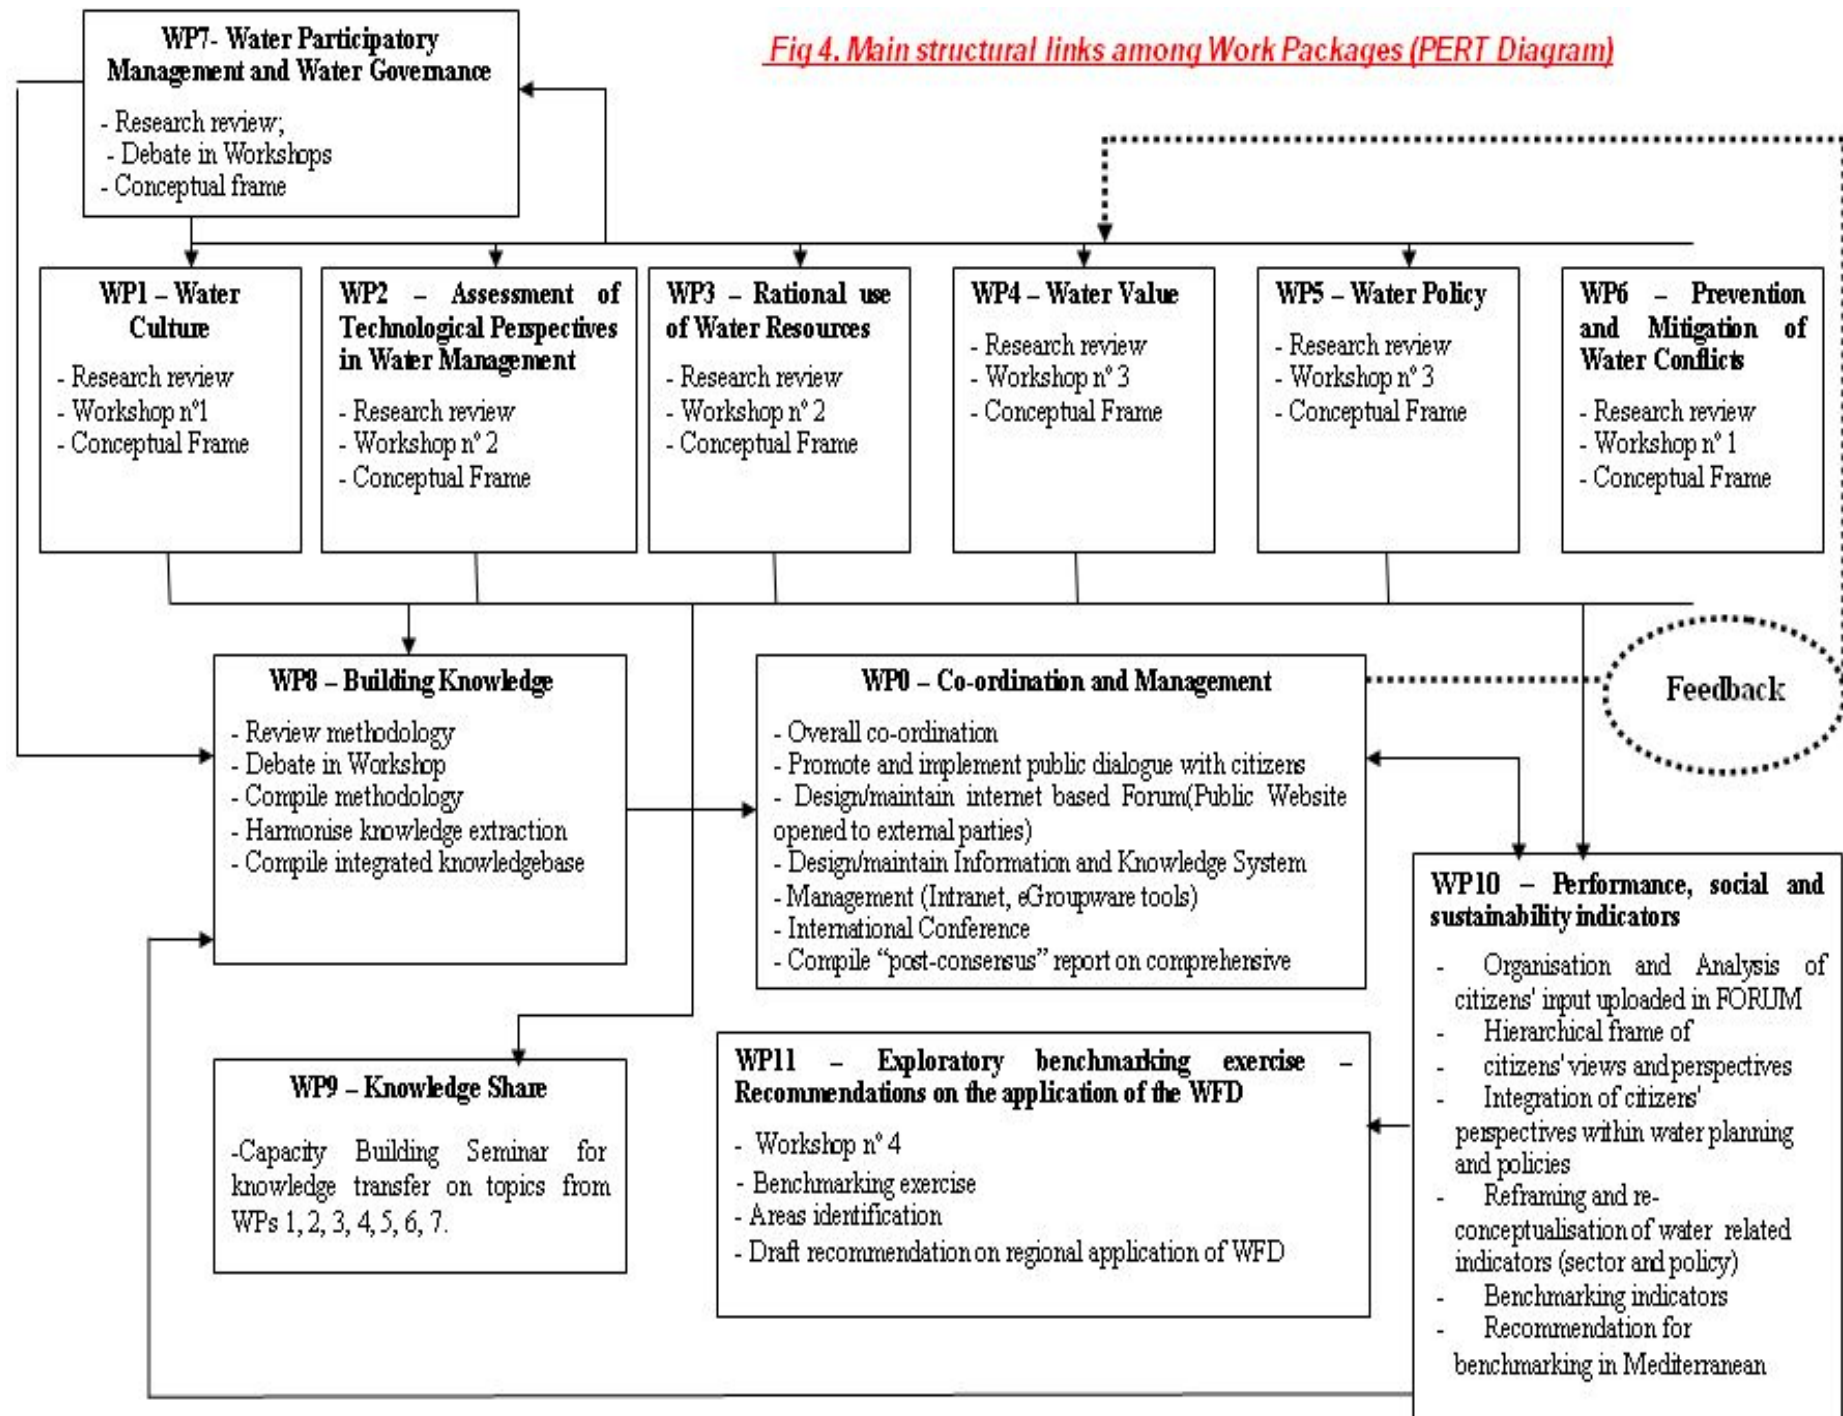 Fig 4. Main structural links among Work Packages (PERT Diagram)
WP7- Water Participatory
Management and Water Governance
- Research review;
- Debate in Workshops
- Conceptual frame
WP1 – Water
Culture
- Research review
- Workshop nº1
- Conceptual Frame
WP2 – Assessment of
Technological Perspectives
in Water Management
- Research review
- Workshop nº 2
- Conceptual Frame
WP3 – Rational use
of Water Resources
- Research review
- Workshop nº 2
- Conceptual Frame
WP4 – Water Value
- Research review
- Workshop nº 3
- Conceptual Frame
WP5 – Water Policy
- Research review
- Workshop nº 3
- Conceptual Frame
WP6 – Prevention
and Mitigation of
Water Conflicts
- Research review
- Workshop nº 1
- Conceptual Frame
WP8 – Building Knowledge
- Review methodology
- Debate in Workshop
- Compile methodology
- Harmonise knowledge extraction
- Compile integrated knowledgebase
WP0 – Co-ordination and Management
- Overall co-ordination
- Promote and implement public dialogue with citizens
- Design/maintain internet based Forum(Public Website
opened to external parties)
- Design/maintain Information and Knowledge System
- Management (Intranet, eGroupware tools)
- International Conference
- Compile “post-consensus” report on comprehensive
Feedback
WP9 – Knowledge Share
-Capacity Building Seminar for
knowledge transfer on topics from
WPs 1, 2, 3, 4, 5, 6, 7.
WP11 – Exploratory benchmarking exercise –
Recommendations on the application of the WFD
- Workshop nº 4
- Benchmarking exercise
- Areas identification
- Draft recommendation on regional application of WFD
WP10 – Performance, social and
sustainability indicators
- Organisation and Analysis of
citizens' input uploaded in FORUM
- Hierarchical frame of
- citizens' views and perspectives
- Integration of citizens'
perspectives within water planning
and policies
- Reframing and re-
conceptualisation of water related
indicators (sector and policy)
- Benchmarking indicators
- Recommendation for
benchmarking in Mediterranean